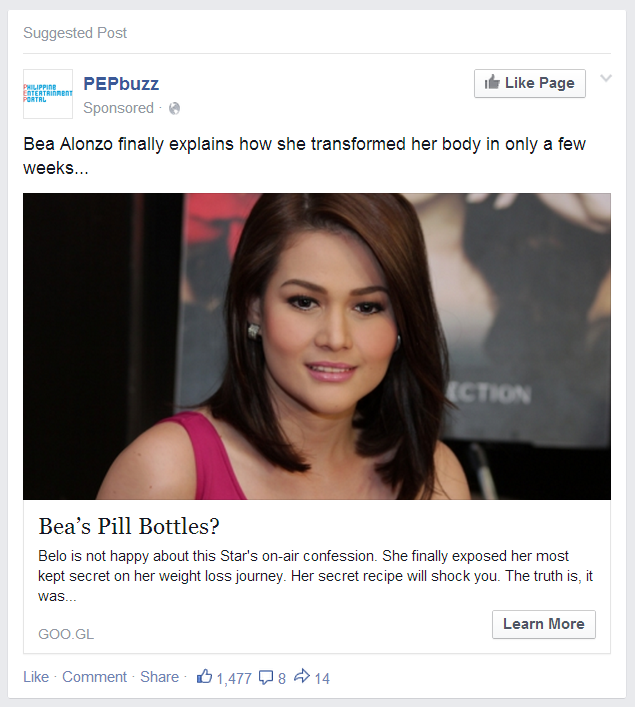 Suggested Post
PHILIPPINE
ENTERTAINMENT
PORTAL
PEPbuzz
Like Page
Sponsored ·
Bea Alonzo finally explains how she transformed her body in only a few
weeks...
ECTION
Bea’s Pill Bottles?
Belo is not happy about this Star's on-air confession. She finally exposed her most
kept secret on her weight loss journey. Her secret recipe will shock you. The truth is, it
was...
GOO.GL
Learn More
Like · Comment · Share · 1,477 8 14